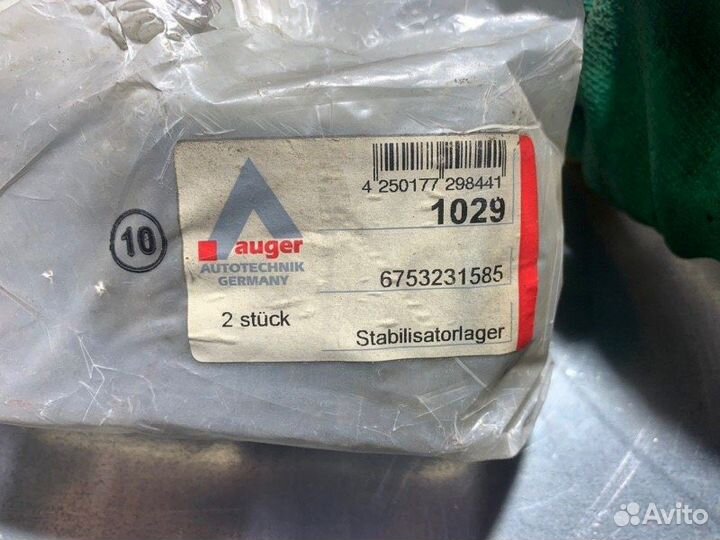 4 250177 298441
1029
auger
AUTOTECHNIK
GERMANY
6753231585
2 stück
Stabilisatorlager
10
Avito